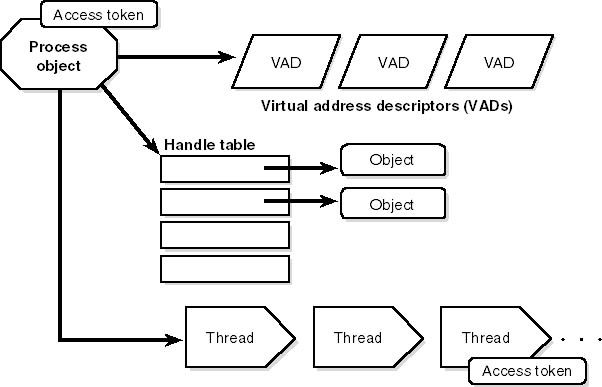 Access token
Process
object
VAD
VAD
VAD
Virtual address descriptors (VADs)
Handle table
Object
Object
Thread
Thread
Thread
. . .
Access token